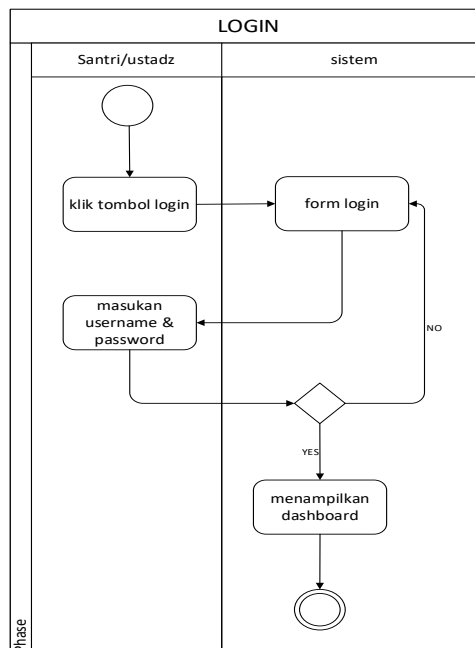 LOGIN
Santri/ustadz
sistem
klik tombol login
form login
masukan
username &
password
NO
YES
menampilkan
dashboard
Phase